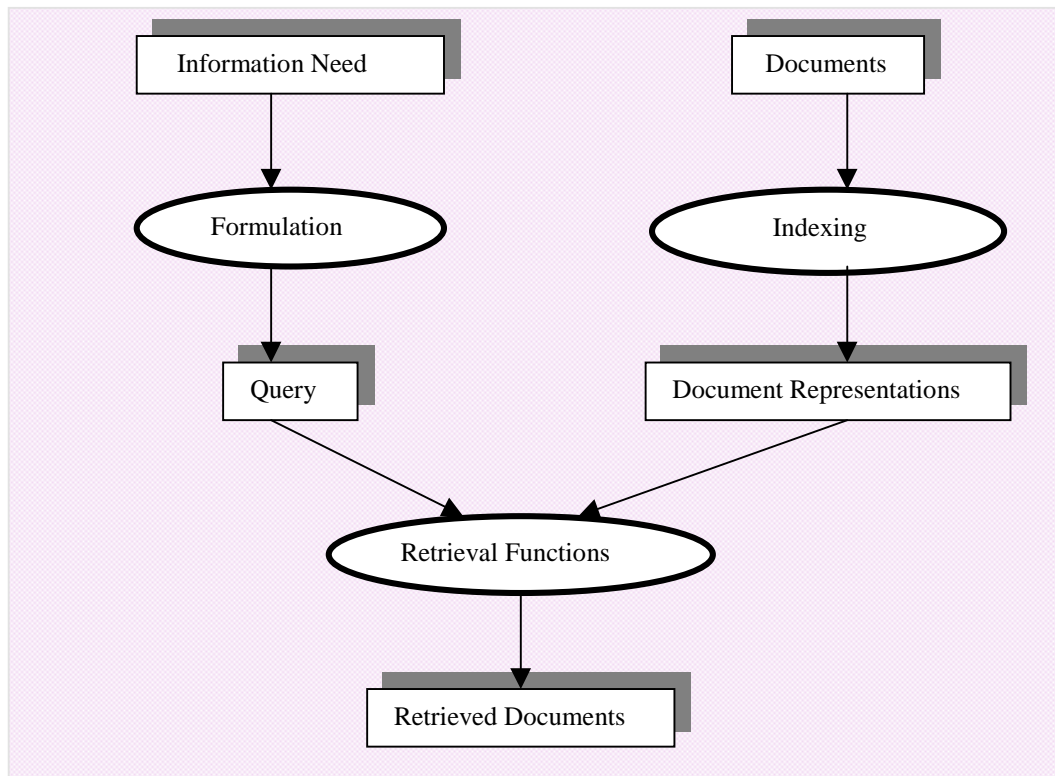 Information Need
Documents
Formulation
Indexing
Query
Document Representations
Retrieval Functions
Retrieved Documents